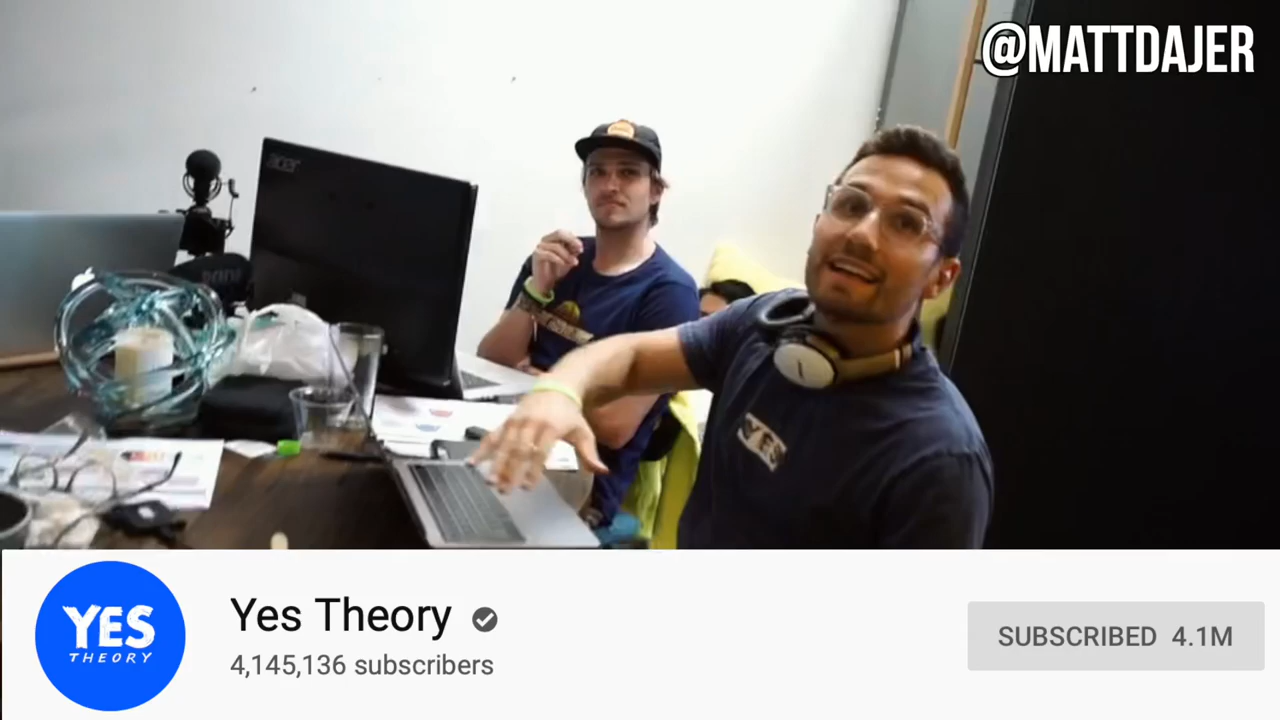 @MATTDAJER
acer
YES
YES
THEORY
Yes Theory
4,145,136 subscribers
SUBSCRIBED 4.1M